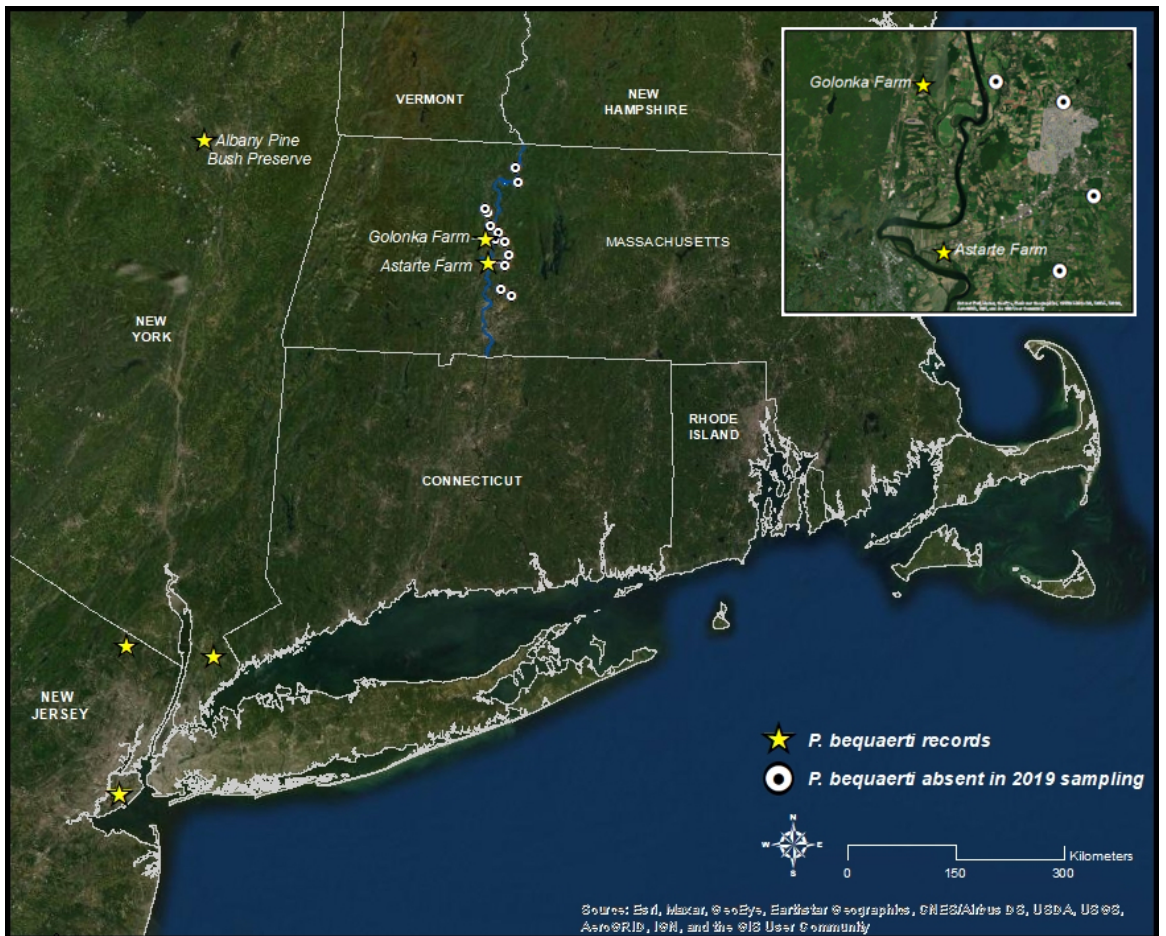 VERMONT
NEW
HAMPSHIRE
Albany Pine
Bush Preserve
Golonka Farm
Astarte Farm
MASSACHUSETTS
NEW
YORK
CONNECTICUT
RHODE
ISLAND
NEW
JERSEY
Golonka Farm
Astarte Farm
P. bequaerti records
P. bequaerti absent in 2019 sampling
N
W E
S
Kilometers
0 150 300
Source: Esri, Maxar, GeoEye, Earthstar Geographics, CNES/Airbus DS, USDA, USGS,
AeroGRID, IGN, and the GIS User Community